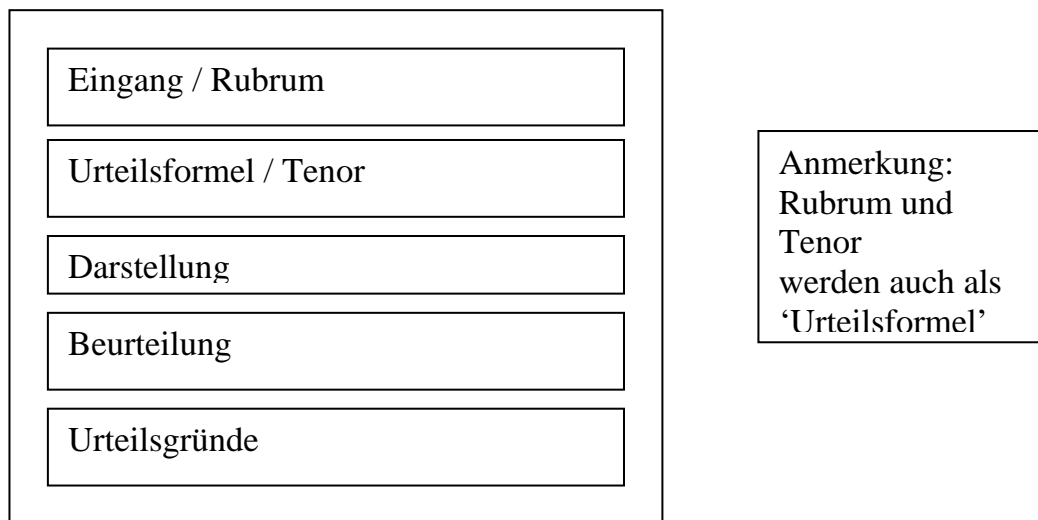 Eingang / Rubrum
Urteilsformel / Tenor
Darstellung
Beurteilung
Urteilsgründe
Anmerkung:
Rubrum und
Tenor
werden auch als
‘Urteilsformel’